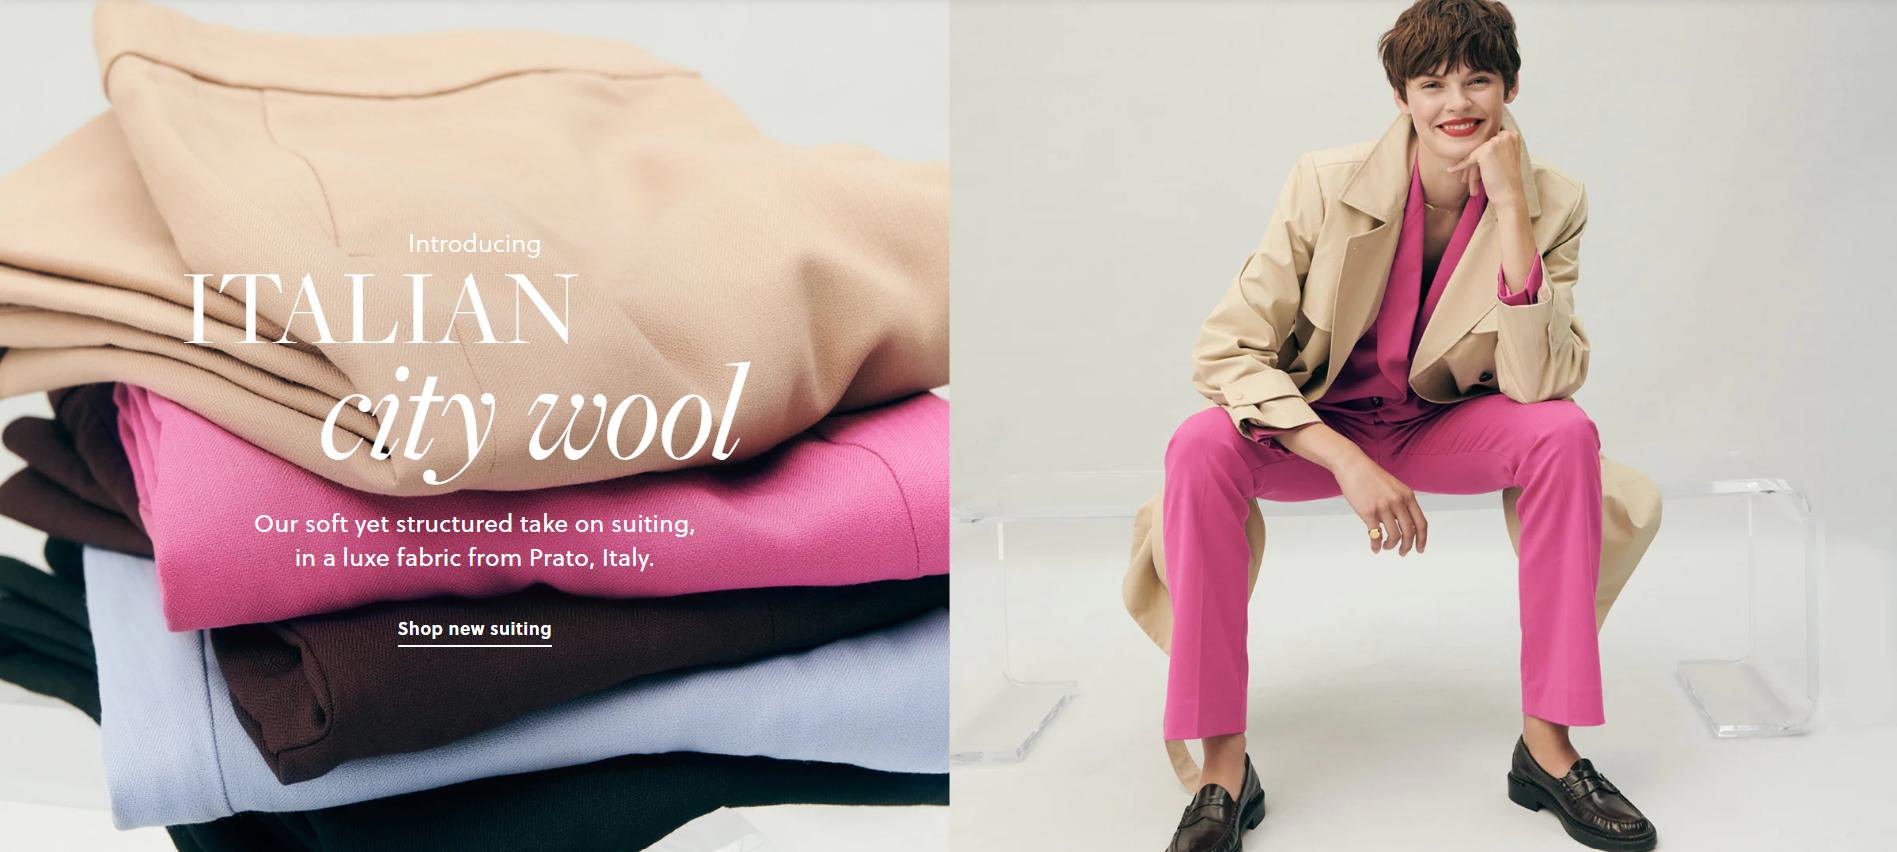 Introducing
ITALIAN
city wool
Our soft yet structured take on suiting,
in a luxe fabric from Prato, Italy.
Shop new suiting